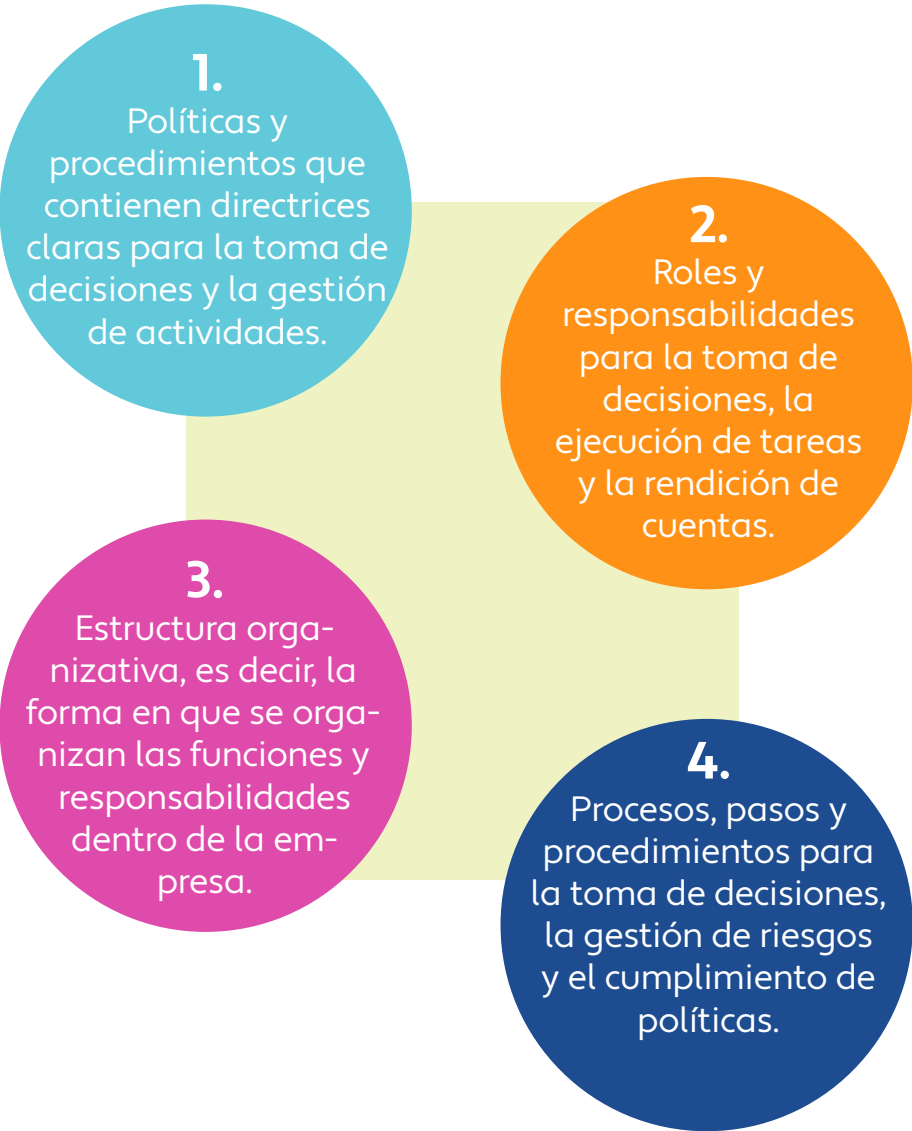 1.
Políticas y
procedimientos que
contienen directrices
claras para la toma de
decisiones y la gestión
de actividades.
2.
Roles y
responsabilidades
para la toma de
decisiones, la
ejecución de tareas
y la rendición de
cuentas.
3.
Estructura orga-
nizativa, es decir, la
forma en que se orga-
nizan las funciones y
responsabilidades
dentro de la em-
presa.
4.
Procesos, pasos y
procedimientos para
la toma de decisiones,
la gestión de riesgos
y el cumplimiento de
políticas.